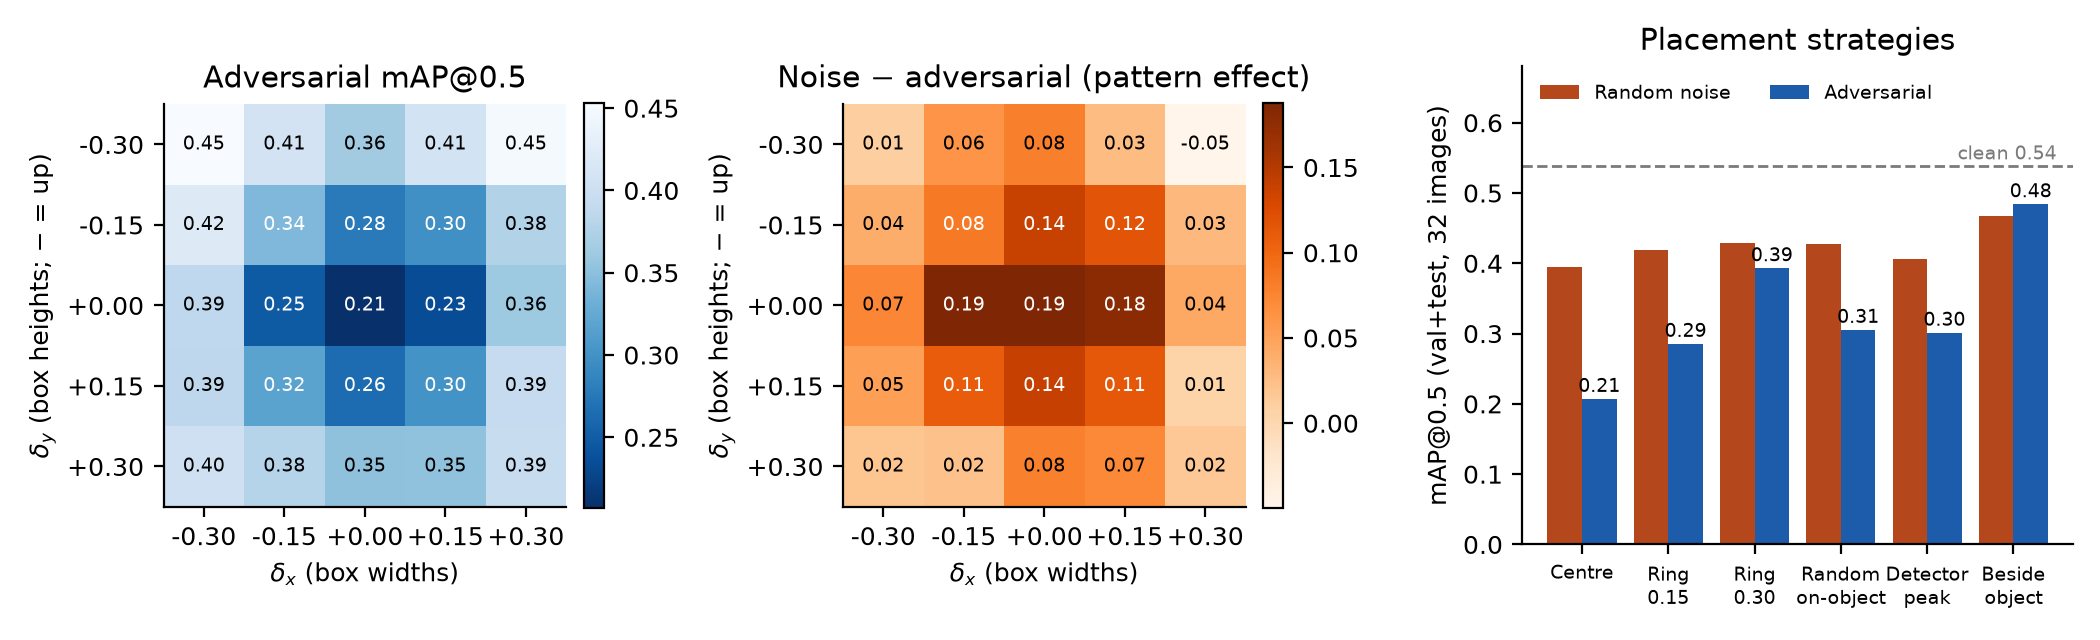 Adversarial mAP@0.5
δy (box heights; − = up)
-0.30
-0.15
+0.00
+0.15
+0.30
0.45 0.41 0.36 0.41 0.45
0.42 0.34 0.28 0.30 0.38
0.39 0.25 0.21 0.23 0.36
0.39 0.32 0.26 0.30 0.39
0.40 0.38 0.35 0.35 0.39
-0.30 -0.15 +0.00 +0.15 +0.30
δx (box widths)
0.45
0.40
0.35
0.30
0.25
Noise − adversarial (pattern effect)
δy (box heights; − = up)
-0.30
-0.15
+0.00
+0.15
+0.30
0.01 0.06 0.08 0.03 -0.05
0.04 0.08 0.14 0.12 0.03
0.07 0.19 0.19 0.18 0.04
0.05 0.11 0.14 0.11 0.01
0.02 0.02 0.08 0.07 0.02
-0.30 -0.15 +0.00 +0.15 +0.30
δx (box widths)
0.15
0.10
0.05
0.00
Placement strategies
Random noise
Adversarial
mAP@0.5 (val+test, 32 images)
0.6
0.5
0.4
0.3
0.2
0.1
0.0
clean 0.54
0.21
0.29
0.39
0.31
0.30
0.48
Centre
Ring
0.15
Ring
0.30
Random
on-object
Detector
peak
Beside
object